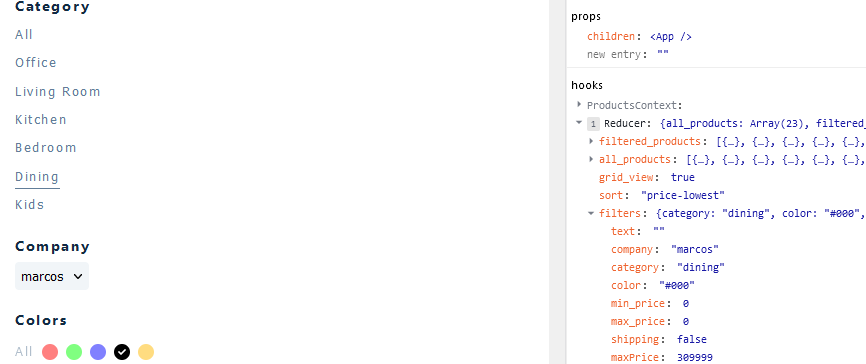 Category
All
Office
Living Room
Kitchen
Bedroom
Dining
Kids
Company
marcos
Colors
All
props
children: <App />
new entry: ""
hooks
ProductsContext:
1 Reducer: {all_products: Array(23), filtered_
filtered_products: [{…}, {…}, {…}, {…}, {…},
all_products: [{…}, {…}, {…}, {…}, {…},
grid_view: true
sort: "price-lowest"
filters: {category: "dining", color: "#000",
text: ""
company: "marcos"
category: "dining"
color: "#000"
min_price: 0
max_price: 0
shipping: false
maxPrice: 309999